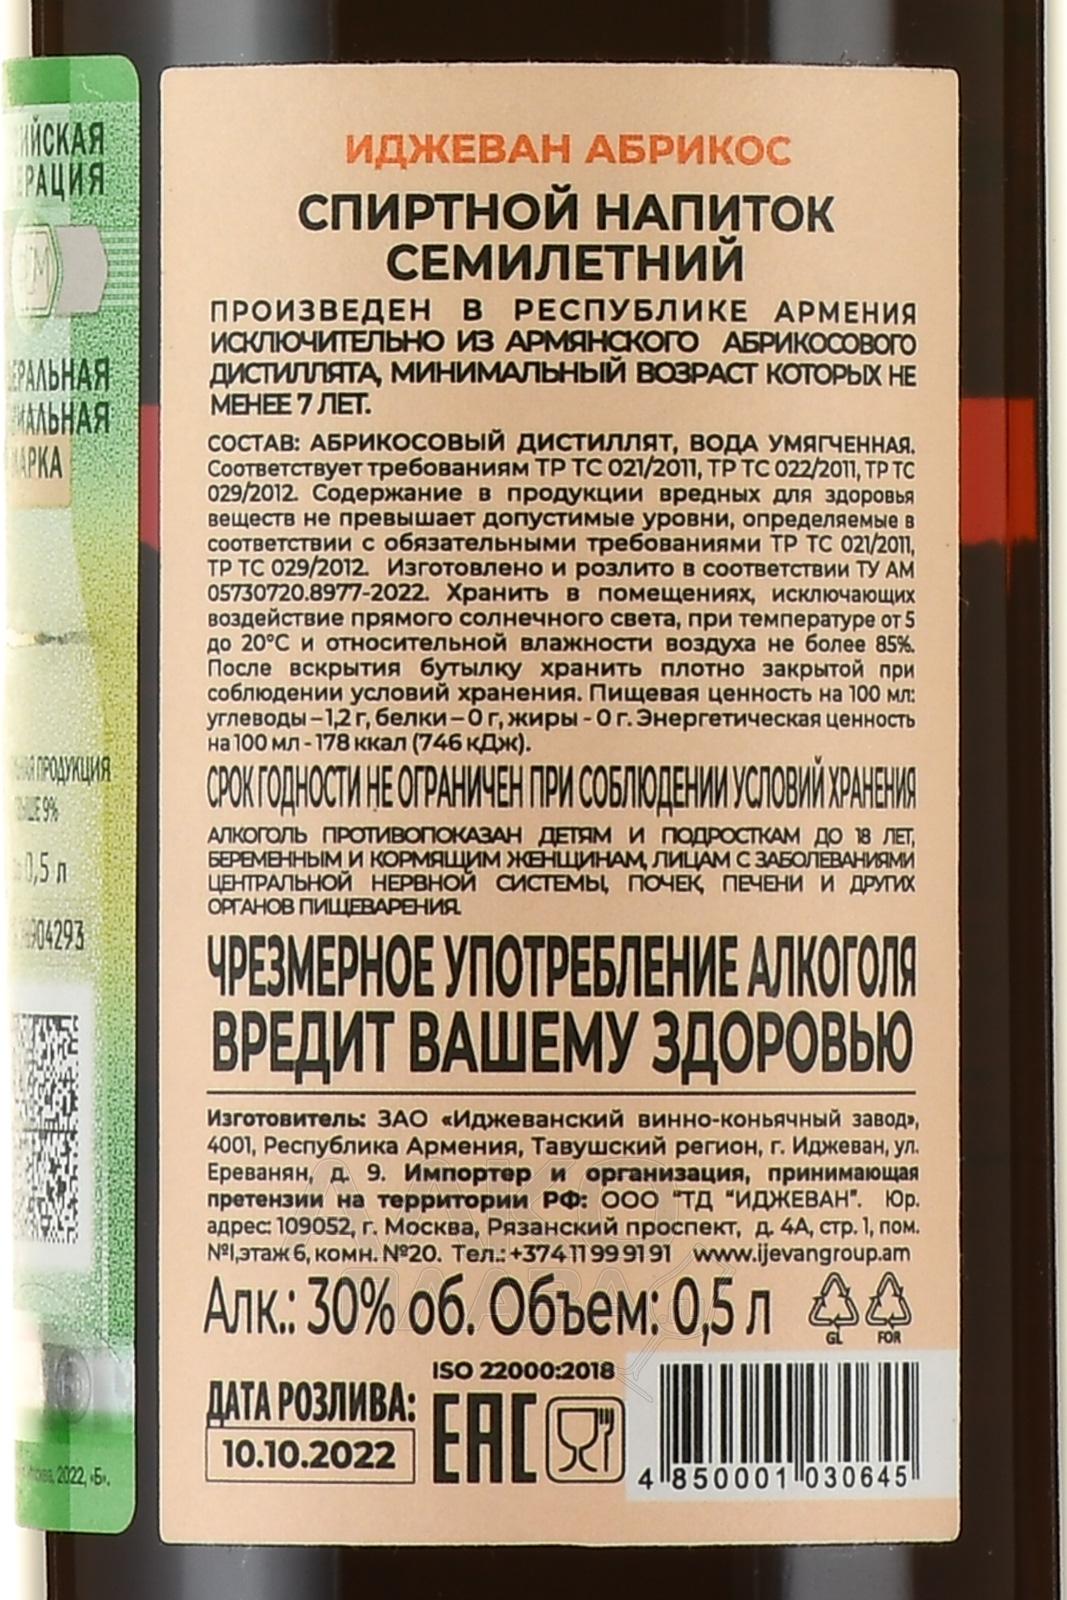 ИДЖЕВАН АБРИКОС
СПИРТНОЙ НАПИТОК
СЕМИЛЕТНИЙ
ПРОИЗВЕДЕН В РЕСПУБЛИКЕ АРМЕНИЯ
ИСКЛЮЧИТЕЛЬНО ИЗ АРМЯНСКОГО АБРИКОСОВОГО
ДИСТИЛЛЯТА, МИНИМАЛЬНЫЙ ВОЗРАСТ КОТОРЫХ НЕ
МЕНЕЕ 7 ЛЕТ.
СОСТАВ: АБРИКОСОВЫЙ ДИСТИЛЛЯТ, ВОДА УМЯГЧЕННАЯ.
Соответствует требованиям ТР ТС 021/2011, ТР ТС 022/2011, ТР ТС
029/2012. Содержание в продукции вредных для здоровья
веществ не превышает допустимые уровни, определяемые в
соответствии с обязательными требованиями ТР ТС 021/2011,
ТР ТС 029/2012. Изготовлено и розлито в соответствии ТУ АМ
05730720.8977-2022. Хранить в помещениях, исключающих
воздействие прямого солнечного света, при температуре от 5
до 20°С и относительной влажности воздуха не более 85%.
После вскрытия бутылку хранить плотно закрытой при
соблюдении условий хранения. Пищевая ценность на 100 мл:
углеводы – 1,2 г, белки – 0 г, жиры - 0 г. Энергетическая ценность
на 100 мл - 178 ккал (746 кДж).
СРОК ГОДНОСТИ НЕ ОГРАНИЧЕН ПРИ СОБЛЮДЕНИИ УСЛОВИЙ ХРАНЕНИЯ
АЛКОГОЛЬ ПРОТИВОПОКАЗАН ДЕТЯМ И ПОДРОСТКАМ ДО 18 ЛЕТ,
БЕРЕМЕННЫМ И КОРМЯЩИМ ЖЕНЩИНАМ, ЛИЦАМ С ЗАБОЛЕВАНИЯМИ
ЦЕНТРАЛЬНОЙ НЕРВНОЙ СИСТЕМЫ, ПОЧЕК, ПЕЧЕНИ И ДРУГИХ
ОРГАНОВ ПИЩЕВАРЕНИЯ.
ЧРЕЗМЕРНОЕ УПОТРЕБЛЕНИЕ АЛКОГОЛЯ
ВРЕДИТ ВАШЕМУ ЗДОРОВЬЮ
Изготовитель: ЗАО «Иджеванский винно-коньячный завод»,
4001, Республика Армения, Тавушский регион, г. Иджеван, ул.
Ереванян, д. 9. Импортер и организация, принимающая
претензии на территории РФ: ООО "ТД "ИДЖЕВАН". Юр.
адрес: 109052, г. Москва, Рязанский проспект, д. 4А, стр. 1, пом.
№I,этаж 6, комн. №20. Тел.: +374 11 99 91 91 www.ijevangroup.am
Алк.: 30% об. Объем: 0,5 л
GL FOR
ISO 22000:2018
ДАТА РОЗЛИВА:
10.10.2022
EAC
4 850001 030645
СИЙСКАЯ
ЕРАЦИЯ
ЕРАЛЬНАЯ
ИАЛЬНАЯ
МАРКА
ПРОДУКЦИЯ
ЫШЕ 9%
0,5 л
904293
2022, «Б».